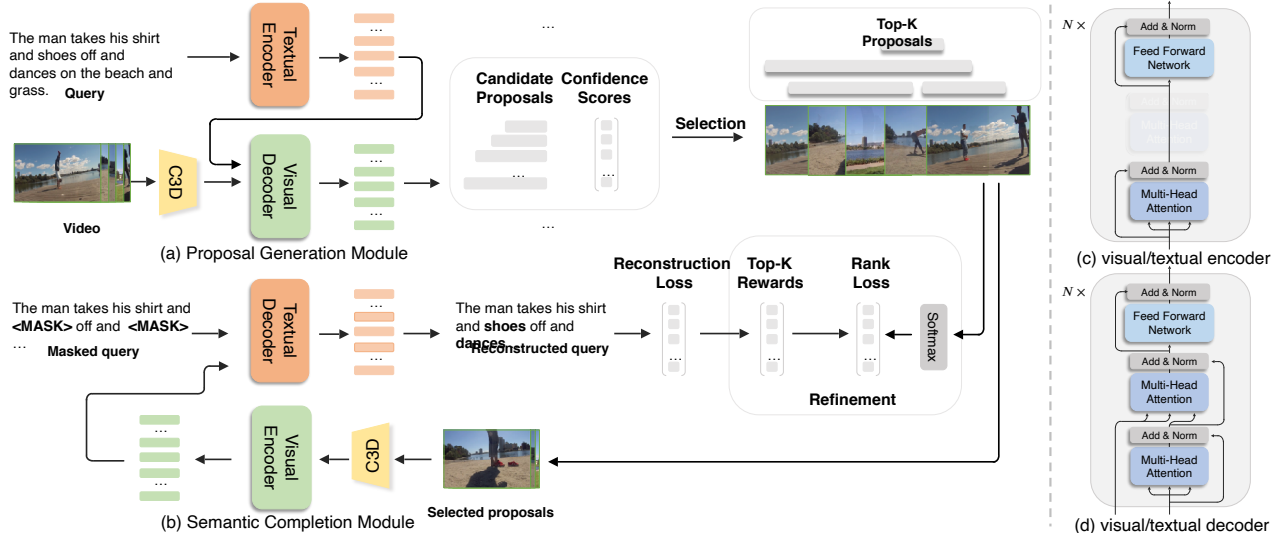 The man takes his shirt
and shoes off and
dances on the beach and
grass.
Query
Textual
Encoder
...
...
Candidate
Proposals
Confidence
Scores
...
...
...
Selection
Top-K
Proposals
Video
C3D
Visual
Decoder
...
(a) Proposal Generation Module
The man takes his shirt and
<MASK> off and <MASK>
...
Masked query
Textual
Decoder
...
...
The man takes his shirt
and shoes off and
dances...
Reconstructed query
Reconstruction
Loss
...
Top-K
Rewards
...
Rank
Loss
...
Softmax
Refinement
...
...
Visual
Encoder
C3D
Selected proposals
(b) Semantic Completion Module
N ×
Add & Norm
Feed Forward
Network
Add & Norm
Multi-Head
Attention
Add & Norm
Multi-Head
Attention
(c) visual/textual encoder
N ×
Add & Norm
Feed Forward
Network
Add & Norm
Multi-Head
Attention
Add & Norm
Multi-Head
Attention
(d) visual/textual decoder